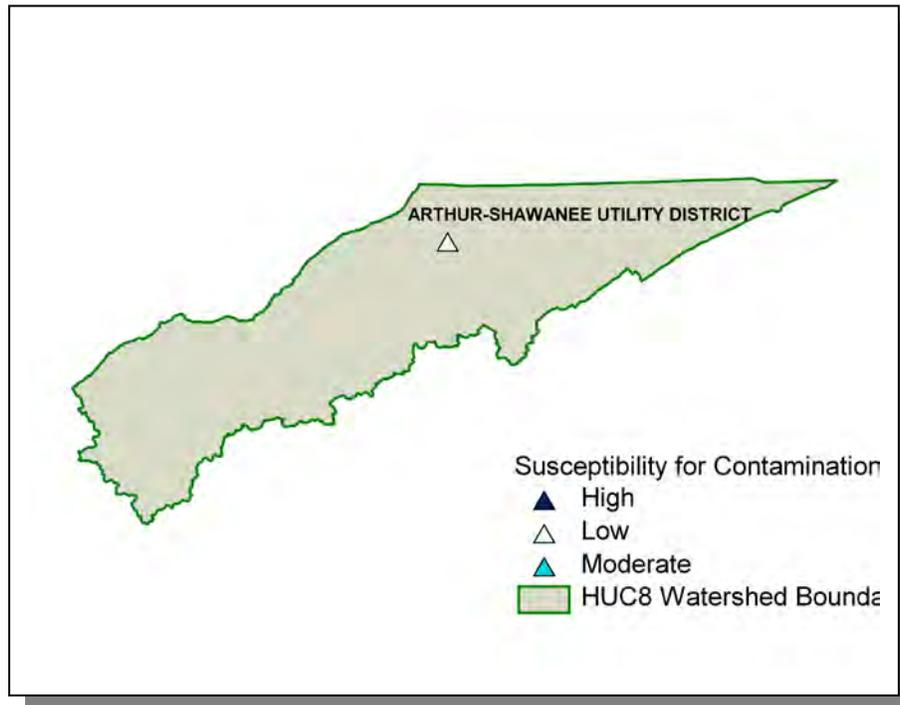 ARTHUR-SHAWANEE UTILITY DISTRICT
Susceptibility for Contamination
High
Low
Moderate
HUC8 Watershed Bounda